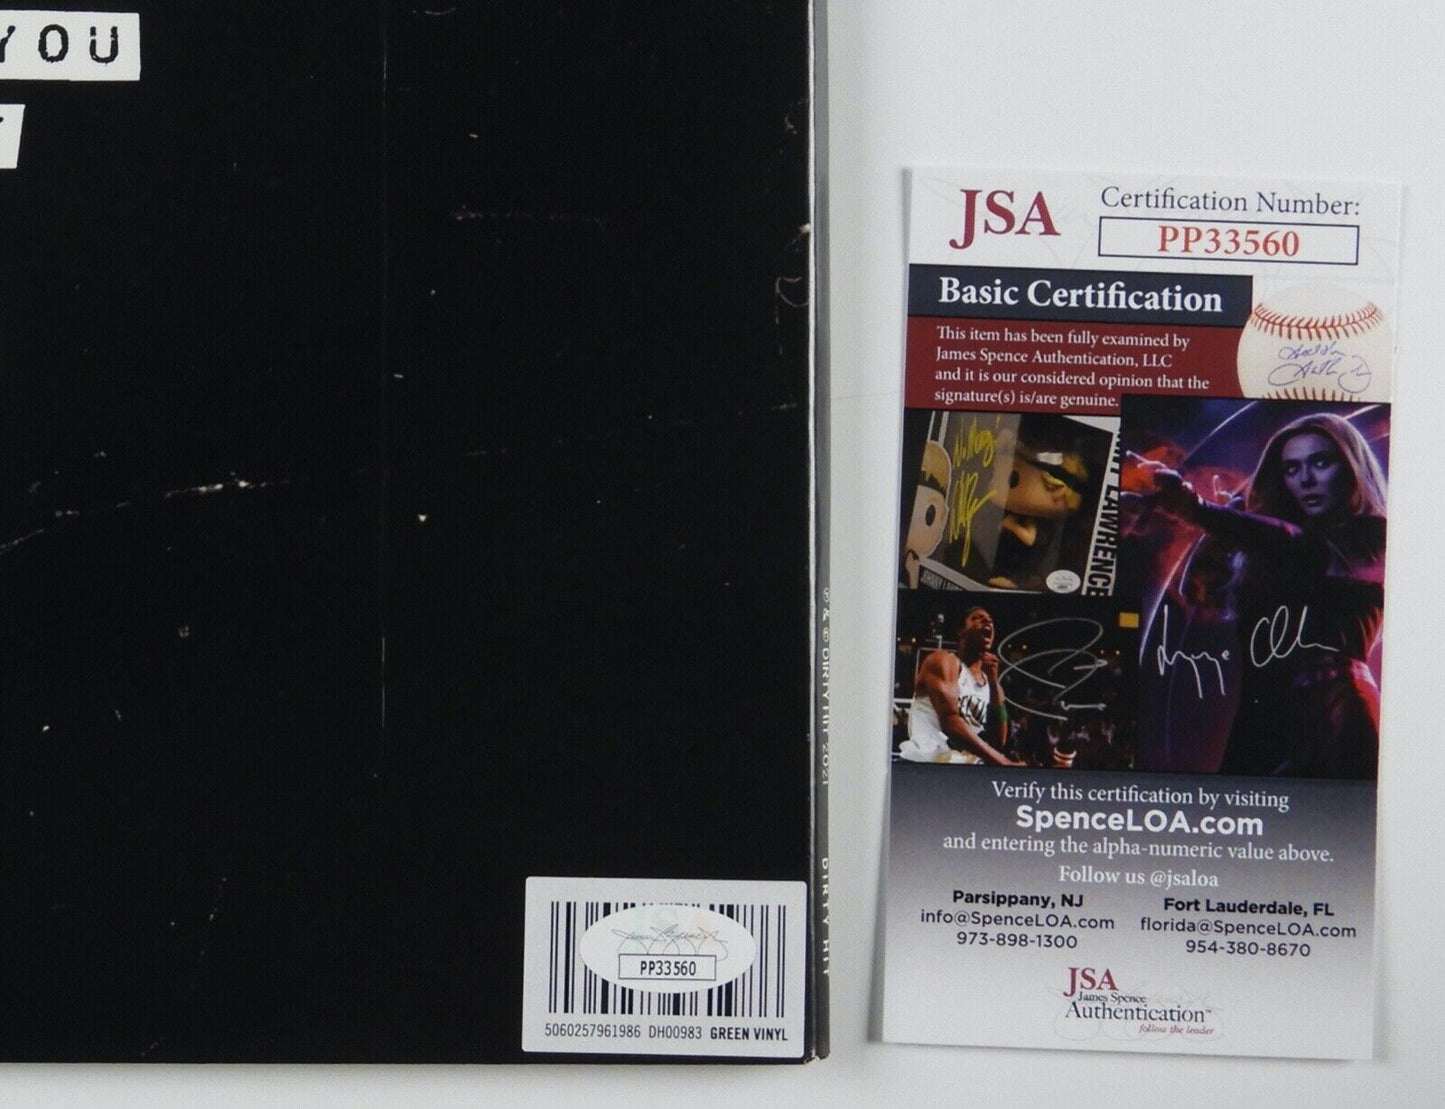 YOU
℗ & © DIRTY HIT 2021
DIRTY HIT
PP33560
5060257961986 DH00983 GREEN VINYL
JSA
Certification Number:
PP33560
Basic Certification
This item has been fully examined by
James Spence Authentication, LLC
and it is our considered opinion that the
signature(s) is/are genuine.
LAWRENCE
Verify this certification by visiting
SpenceLOA.com
and entering the alpha-numeric value above.
Follow us @jsaloa
Parsippany, NJ
info@SpenceLOA.com
973-898-1300
Fort Lauderdale, FL
florida@SpenceLOA.com
954-380-8670
JSA
James Spence
Authentication™
follow the leader